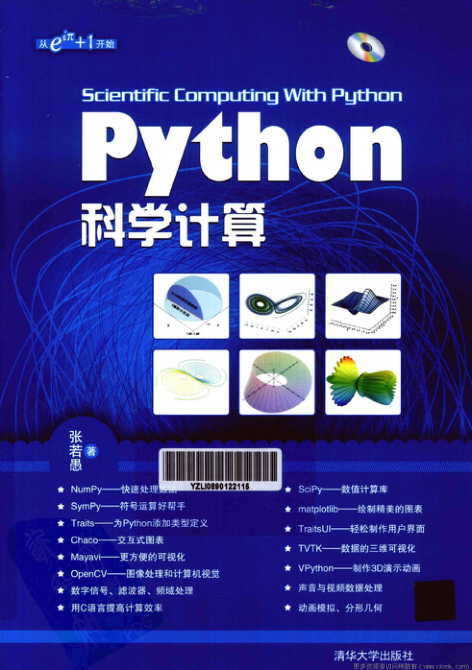 从eiπ+1开始
Scientific Computing With Python
Python
科学计算
张若愚 著
YZLI0890122115
★ NumPy——快速处理数据
★ SymPy——符号运算好帮手
★ Traits——为Python添加类型定义
★ Chaco——交互式图表
★ Mayavi——更方便的可视化
★ OpenCV——图像处理和计算机视觉
★ 数字信号、滤波器、频域处理
★ 用C语言提高计算效率
★ SciPy——数值计算库
★ matplotlib——绘制精美的图表
★ TraitsUI——轻松制作用户界面
★ TVTK——数据的三维可视化
★ VPython——制作3D演示动画
★ 声音与视频数据处理
★ 动画模拟、分形几何
清华大学出版社